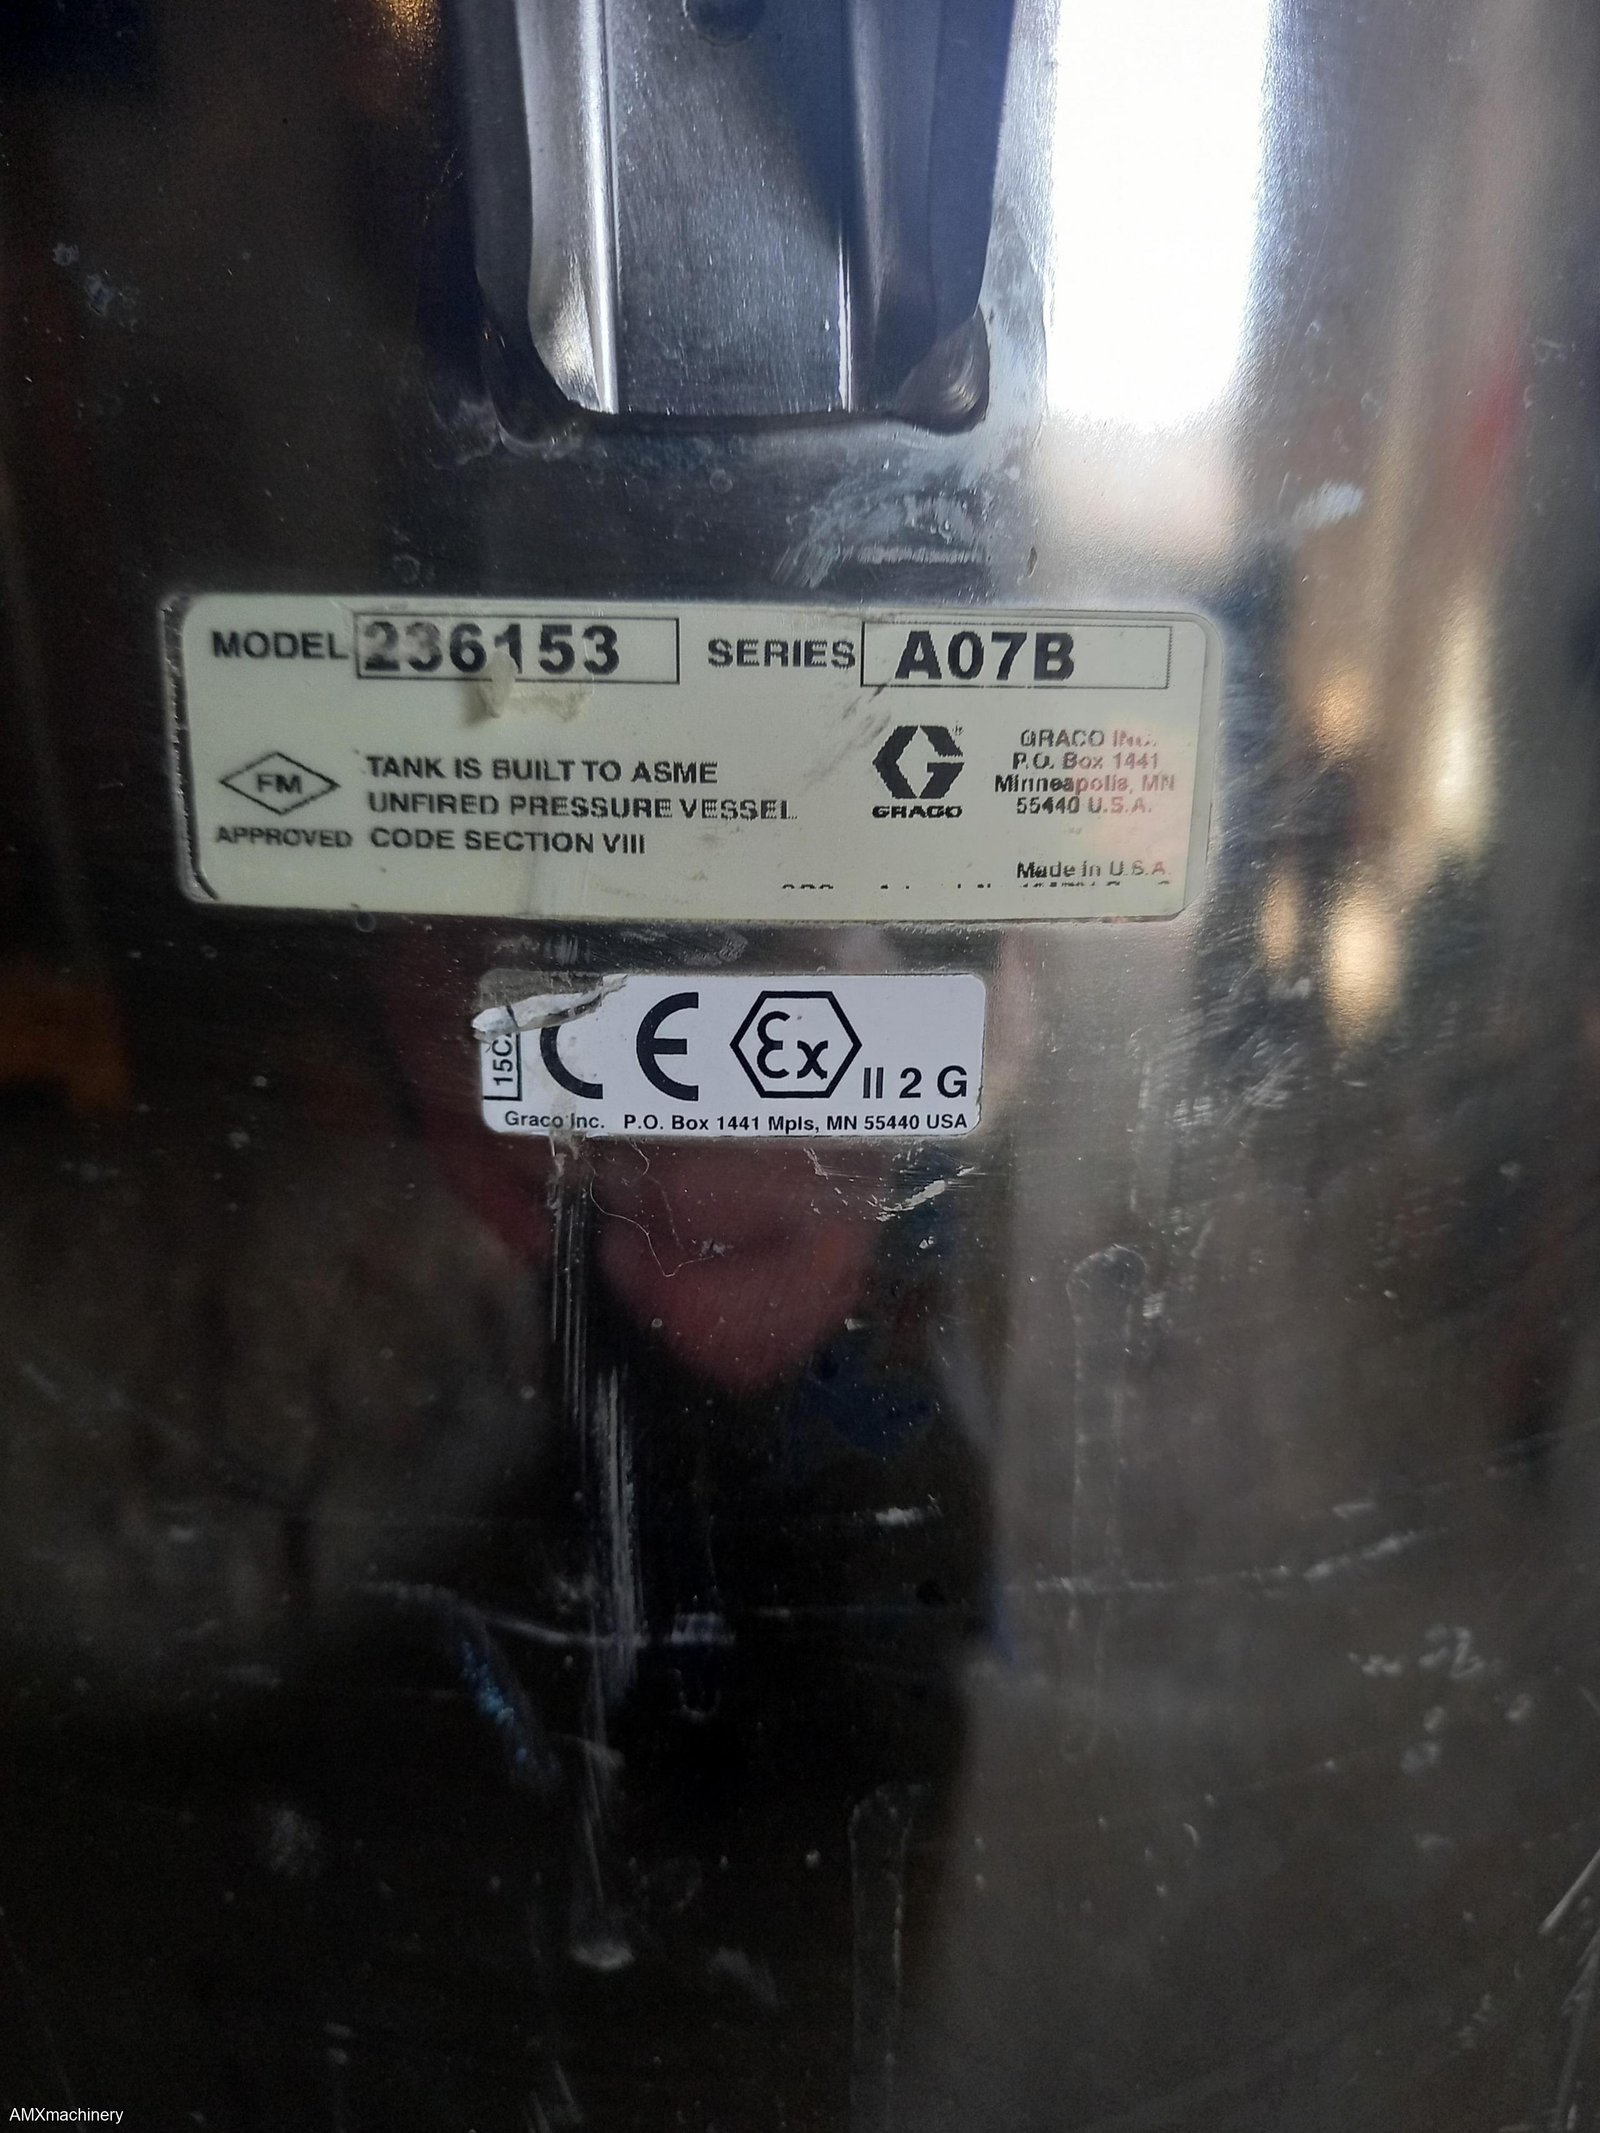 MODEL 236153 SERIES A07B
FM
APPROVED
TANK IS BUILT TO ASME
UNFIRED PRESSURE VESSEL
CODE SECTION VIII
GRACO
GRACO INC.
P.O. Box 1441
Minneapolis, MN
55440 U.S.A.
Made in U.S.A.
CE Ex II 2 G
Graco Inc. P.O. Box 1441 Mpls, MN 55440 USA
AMXmachinery